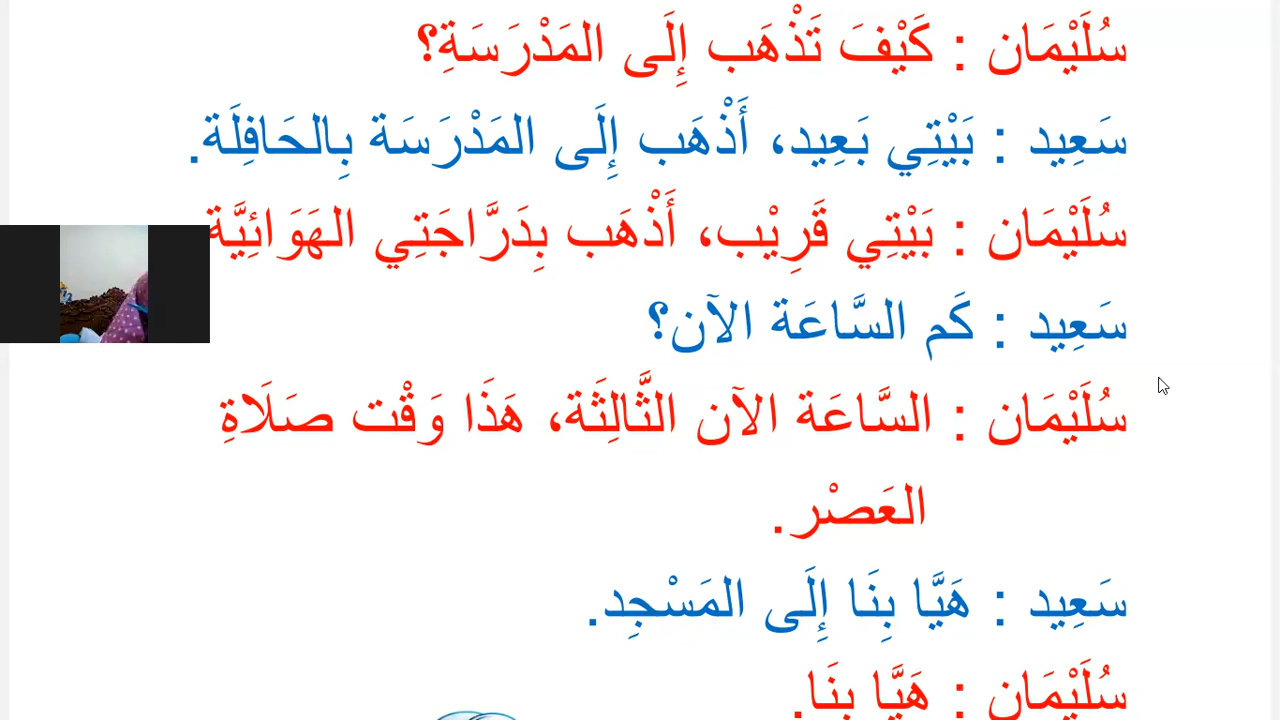 سُلَيْمَان : كَيْفَ تَذْهَب إِلَى المَدْرَسَةِ؟
سَعِيد : بَيْتِي بَعِيد، أَذْهَب إِلَى المَدْرَسَة بِالحَافِلَة.
سُلَيْمَان : بَيْتِي قَرِيْب، أَذْهَب بِدَرَّاجَتِي الهَوَائِيَّة
سَعِيد : كَم السَّاعَة الآن؟
سُلَيْمَان : السَّاعَة الآن الثَّالِثَة، هَذَا وَقْت صَلَاةِ
العَصْر.
سَعِيد : هَيَّا بِنَا إِلَى المَسْجِد.
سُلَيْمَان : هَيَّا بِنَا.